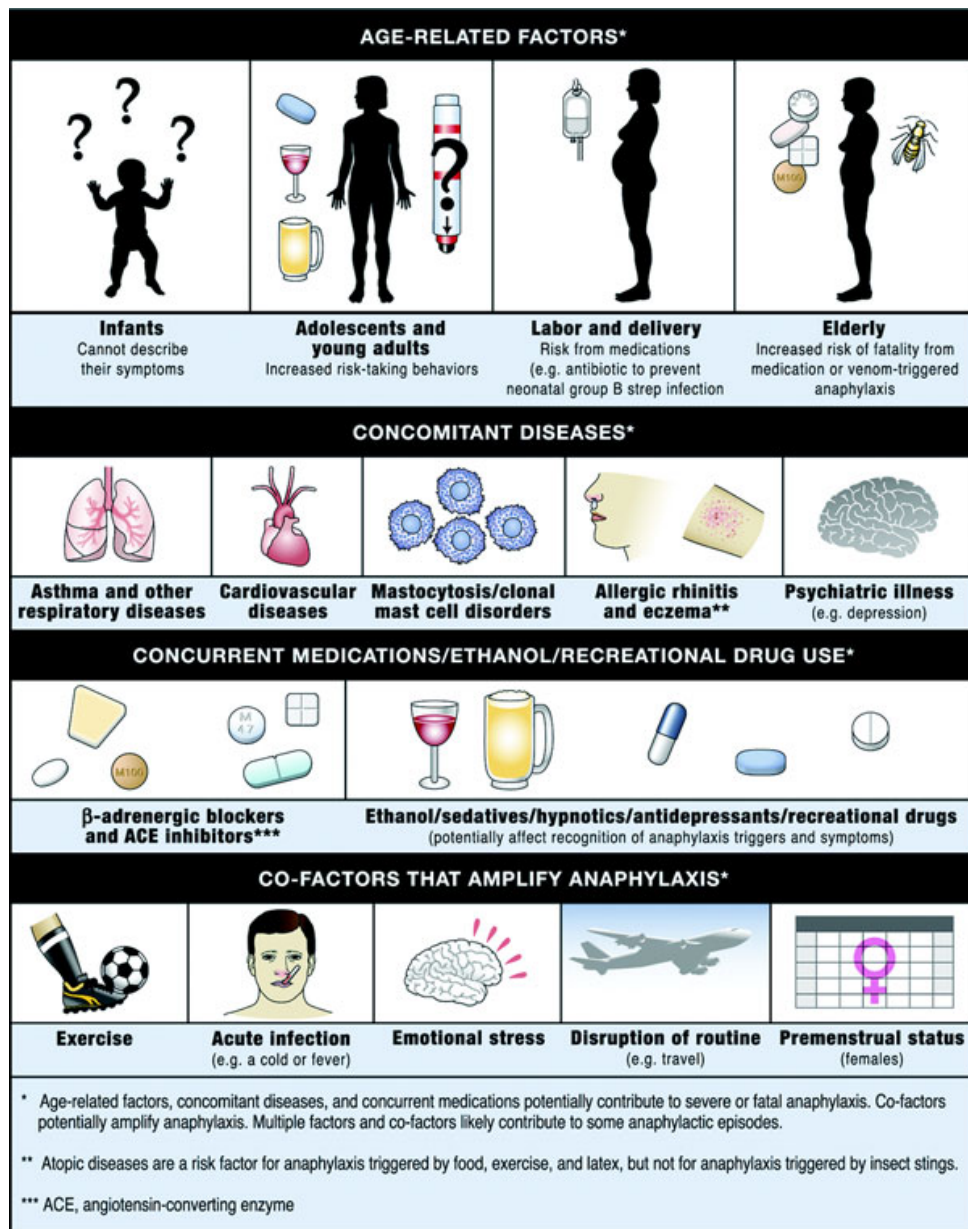 AGE-RELATED FACTORS*
? ? ?
?
M100
Infants
Cannot describe
their symptoms
Adolescents and
young adults
Increased risk-taking behaviors
Labor and delivery
Risk from medications
(e.g. antibiotic to prevent
neonatal group B strep infection
Elderly
Increased risk of fatality from
medication or venom-triggered
anaphylaxis
CONCOMITANT DISEASES*
Asthma and other
respiratory diseases
Cardiovascular
diseases
Mastocytosis/clonal
mast cell disorders
Allergic rhinitis
and eczema**
Psychiatric illness
(e.g. depression)
CONCURRENT MEDICATIONS/ETHANOL/RECREATIONAL DRUG USE*
M
47
M100
β-adrenergic blockers
and ACE inhibitors***
Ethanol/sedatives/hypnotics/antidepressants/recreational drugs
(potentially affect recognition of anaphylaxis triggers and symptoms)
CO-FACTORS THAT AMPLIFY ANAPHYLAXIS*
Exercise
Acute infection
(e.g. a cold or fever)
Emotional stress
Disruption of routine
(e.g. travel)
Premenstrual status
(females)
* Age-related factors, concomitant diseases, and concurrent medications potentially contribute to severe or fatal anaphylaxis. Co-factors
potentially amplify anaphylaxis. Multiple factors and co-factors likely contribute to some anaphylactic episodes.
** Atopic diseases are a risk factor for anaphylaxis triggered by food, exercise, and latex, but not for anaphylaxis triggered by insect stings.
*** ACE, angiotensin-converting enzyme